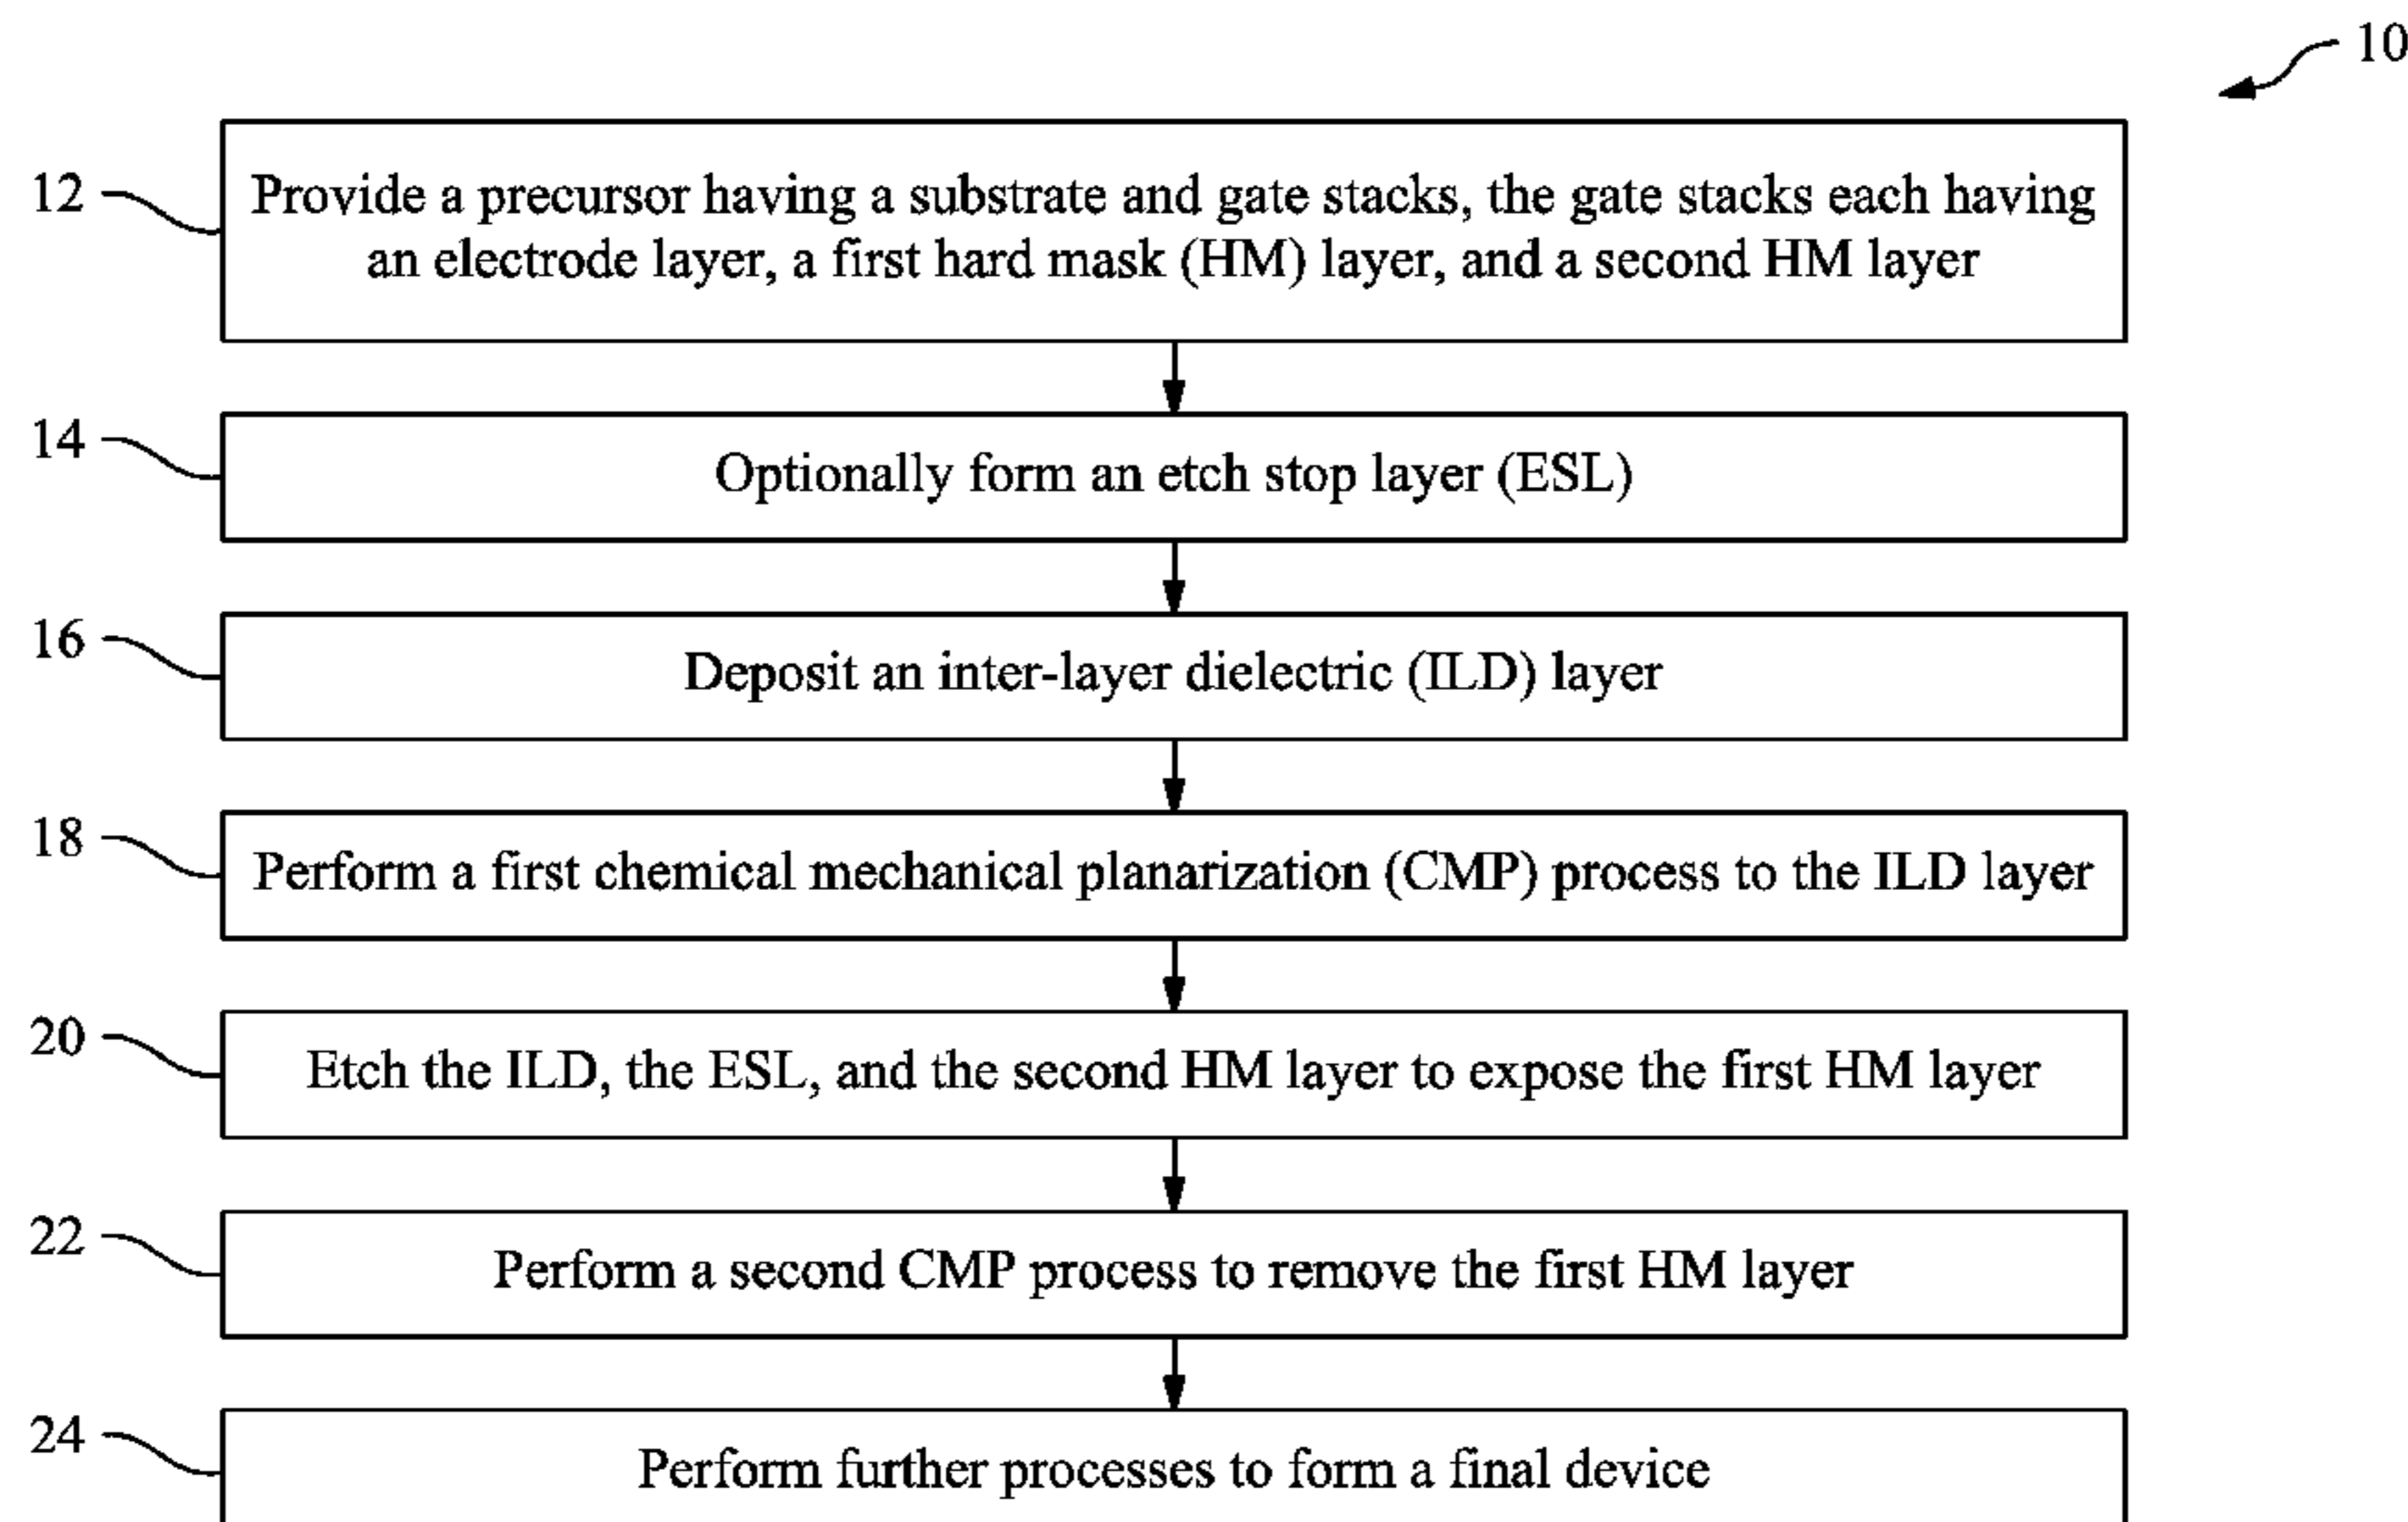 10
12
Provide a precursor having a substrate and gate stacks, the gate stacks each having
an electrode layer, a first hard mask (HM) layer, and a second HM layer
14
Optionally form an etch stop layer (ESL)
16
Deposit an inter-layer dielectric (ILD) layer
18
Perform a first chemical mechanical planarization (CMP) process to the ILD layer
20
Etch the ILD, the ESL, and the second HM layer to expose the first HM layer
22
Perform a second CMP process to remove the first HM layer
24
Perform further processes to form a final device